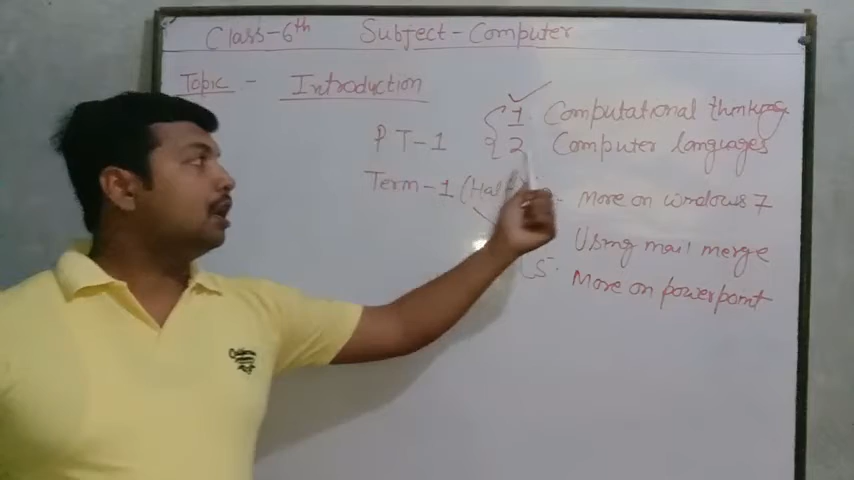 Class-6th Subject-Computer
Topic - Introduction
1. Computational thinking
PT-1
2 Computer languages
Term-1 (Half
More on windows 7
Using mail merge
5. More on powerpoint